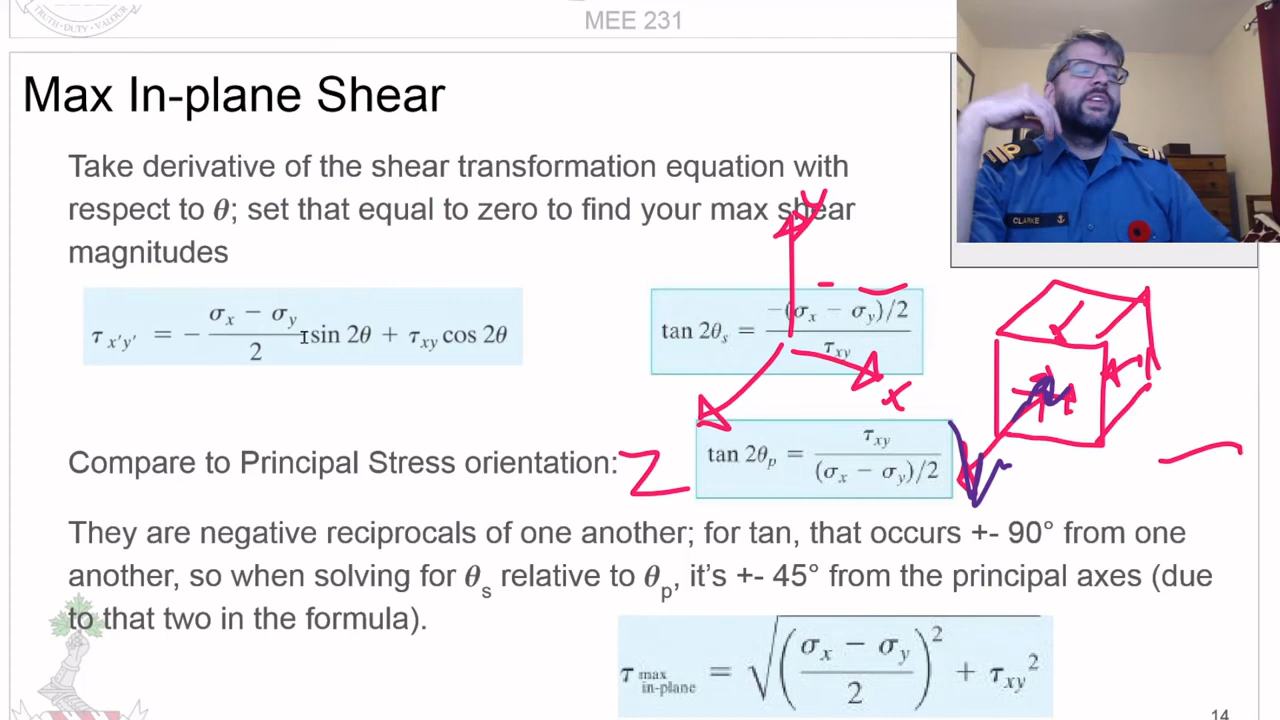 TRUTH · DUTY · VALOUR
MEE 231
Max In-plane Shear
Take derivative of the shear transformation equation with
respect to θ; set that equal to zero to find your max shear
magnitudes
τx'y' = − (σx − σy)/2 sin 2θ + τxy cos 2θ
tan 2θs = −(σx − σy)/2 / τxy
y
x
z
CLARKE
Compare to Principal Stress orientation:
tan 2θp = τxy / (σx − σy)/2
They are negative reciprocals of one another; for tan, that occurs +- 90° from one
another, so when solving for θs relative to θp, it's +- 45° from the principal axes (due
to that two in the formula).
τ max in-plane = √((σx − σy)/2)² + τxy²
14